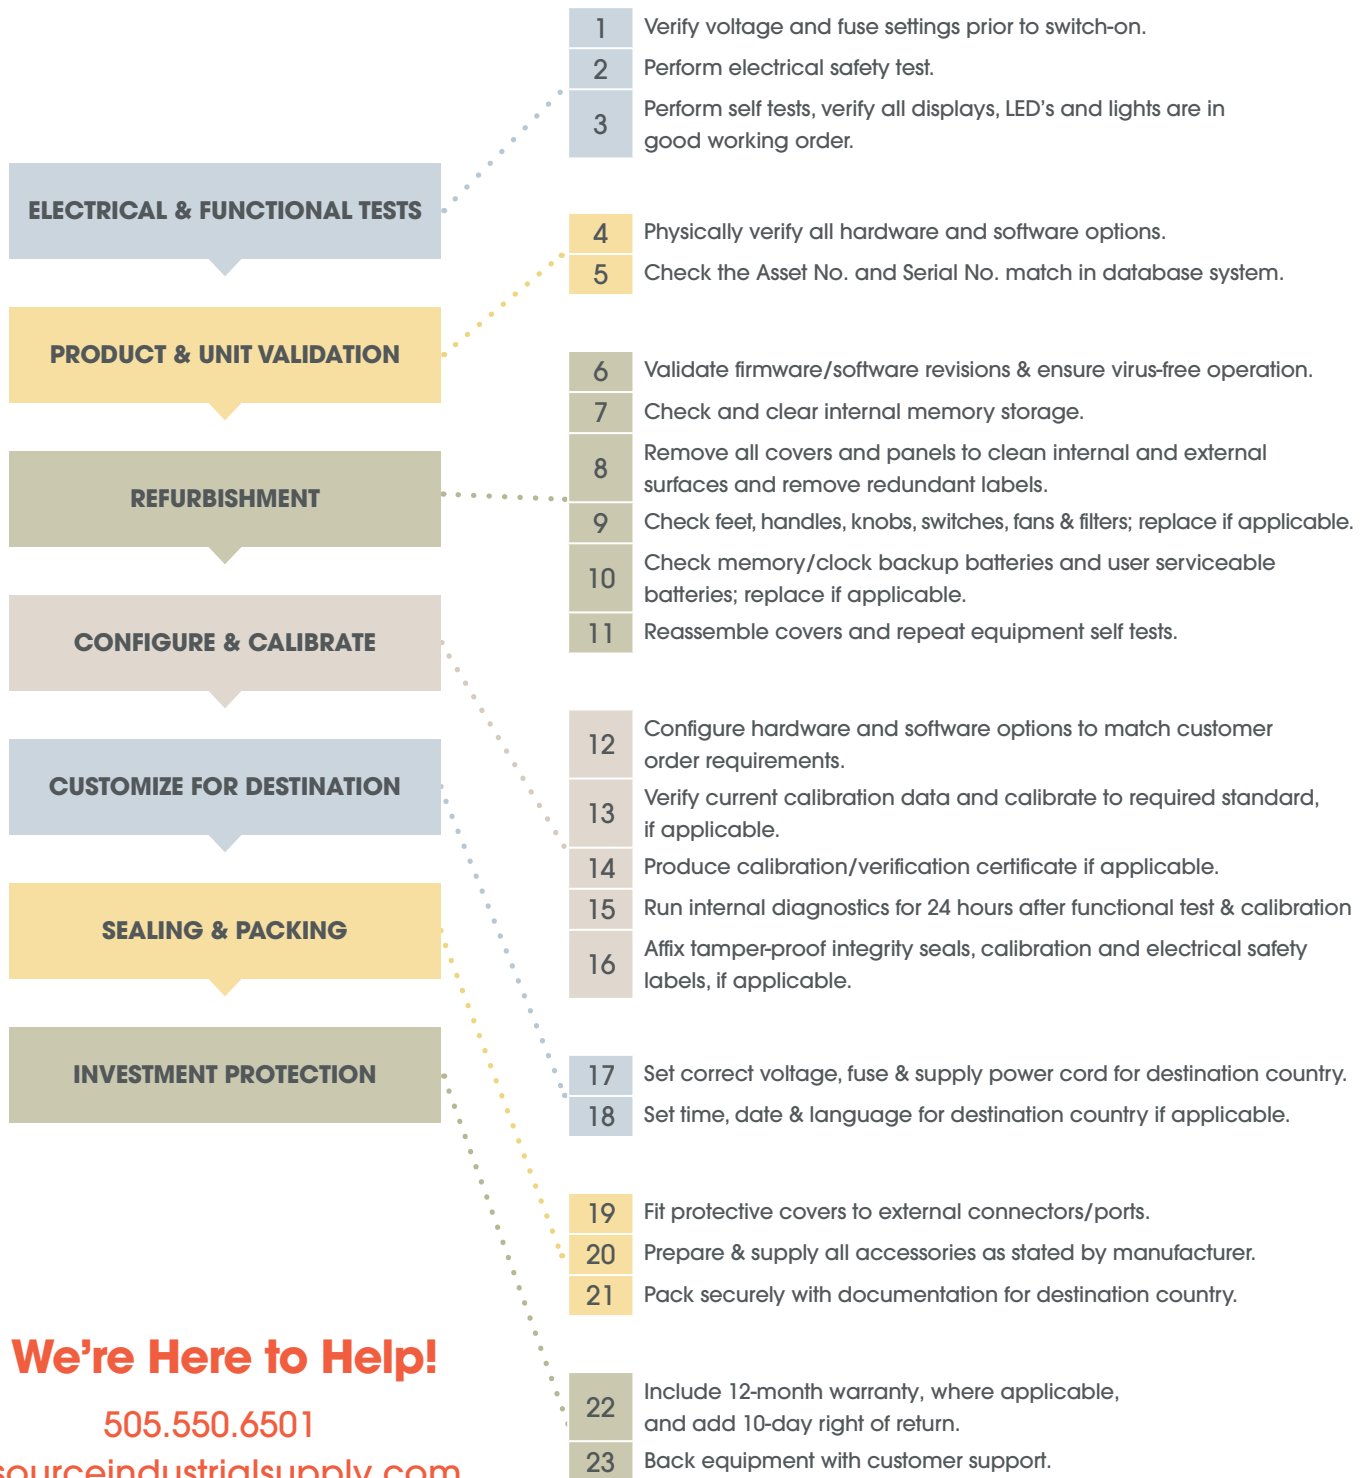 1 Verify voltage and fuse settings prior to switch-on.
2 Perform electrical safety test.
3 Perform self tests, verify all displays, LED's and lights are in
good working order.
ELECTRICAL & FUNCTIONAL TESTS
4 Physically verify all hardware and software options.
5 Check the Asset No. and Serial No. match in database system.
PRODUCT & UNIT VALIDATION
6 Validate firmware/software revisions & ensure virus-free operation.
7 Check and clear internal memory storage.
8 Remove all covers and panels to clean internal and external
surfaces and remove redundant labels.
REFURBISHMENT
9 Check feet, handles, knobs, switches, fans & filters; replace if applicable.
10 Check memory/clock backup batteries and user serviceable
batteries; replace if applicable.
11 Reassemble covers and repeat equipment self tests.
CONFIGURE & CALIBRATE
12 Configure hardware and software options to match customer
order requirements.
13 Verify current calibration data and calibrate to required standard,
if applicable.
CUSTOMIZE FOR DESTINATION
14 Produce calibration/verification certificate if applicable.
15 Run internal diagnostics for 24 hours after functional test & calibration
16 Affix tamper-proof integrity seals, calibration and electrical safety
labels, if applicable.
SEALING & PACKING
17 Set correct voltage, fuse & supply power cord for destination country.
18 Set time, date & language for destination country if applicable.
INVESTMENT PROTECTION
19 Fit protective covers to external connectors/ports.
20 Prepare & supply all accessories as stated by manufacturer.
21 Pack securely with documentation for destination country.
22 Include 12-month warranty, where applicable,
and add 10-day right of return.
23 Back equipment with customer support.
We're Here to Help!
505.550.6501
sourceindustrialsupply.com